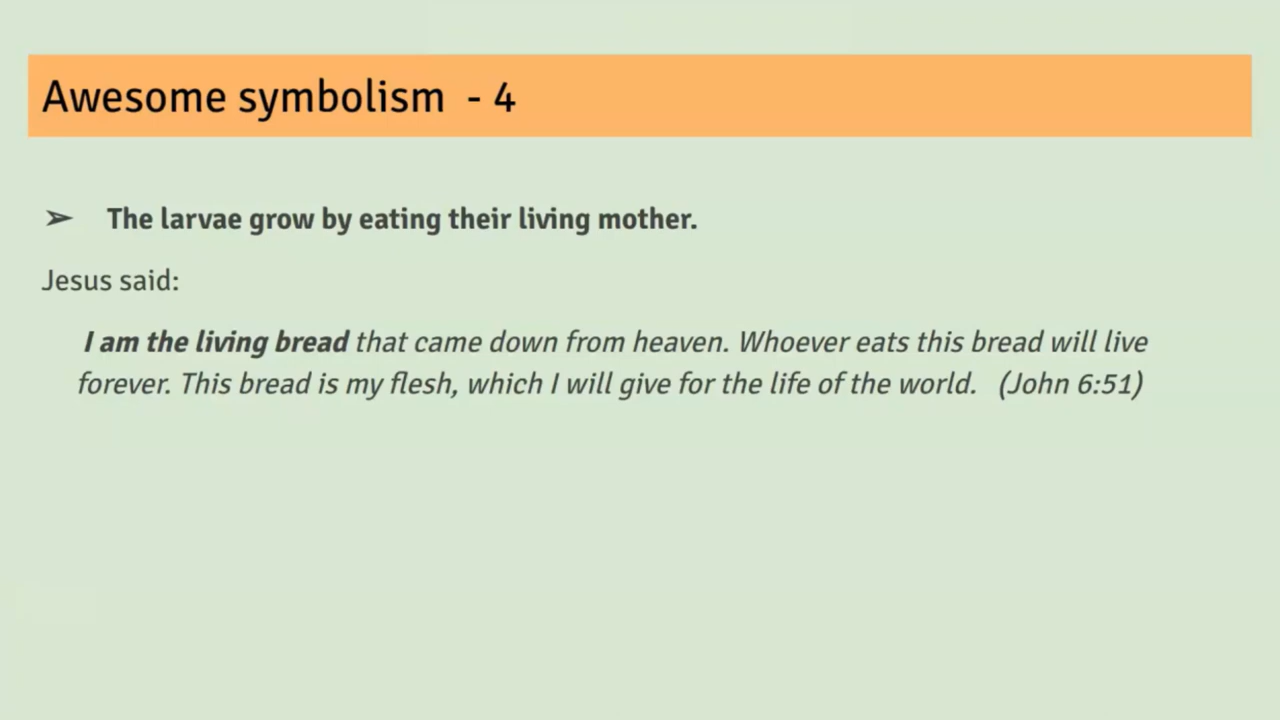 Awesome symbolism - 4
➢ The larvae grow by eating their living mother.
Jesus said:
I am the living bread that came down from heaven. Whoever eats this bread will live
forever. This bread is my flesh, which I will give for the life of the world. (John 6:51)